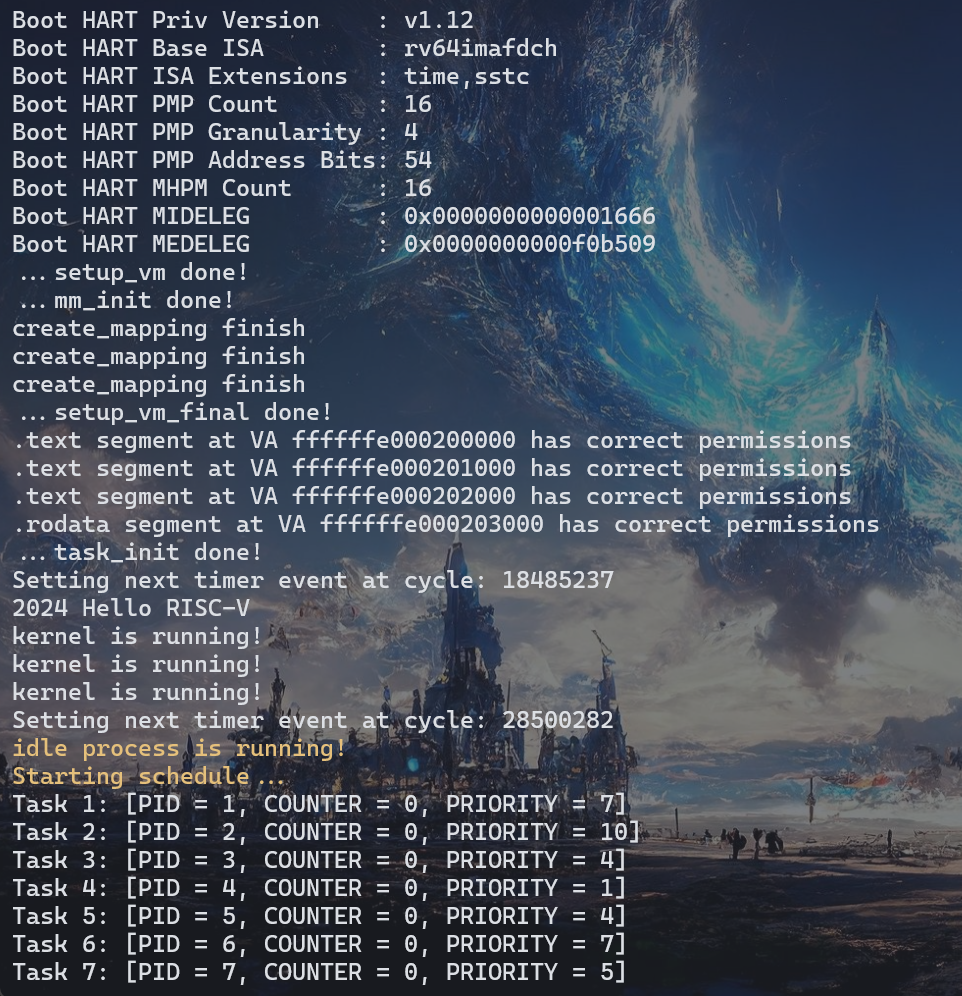 Boot HART Priv Version    : v1.12
Boot HART Base ISA        : rv64imafdch
Boot HART ISA Extensions  : time,sstc
Boot HART PMP Count       : 16
Boot HART PMP Granularity : 4
Boot HART PMP Address Bits: 54
Boot HART MHPM Count      : 16
Boot HART MIDELEG         : 0x0000000000001666
Boot HART MEDELEG         : 0x0000000000f0b509
...setup_vm done!
...mm_init done!
create_mapping finish
create_mapping finish
create_mapping finish
...setup_vm_final done!
.text segment at VA ffffffe000200000 has correct permissions
.text segment at VA ffffffe000201000 has correct permissions
.text segment at VA ffffffe000202000 has correct permissions
.rodata segment at VA ffffffe000203000 has correct permissions
...task_init done!
Setting next timer event at cycle: 18485237
2024 Hello RISC-V
kernel is running!
kernel is running!
kernel is running!
Setting next timer event at cycle: 28500282
idle process is running!
Starting schedule...
Task 1: [PID = 1, COUNTER = 0, PRIORITY = 7]
Task 2: [PID = 2, COUNTER = 0, PRIORITY = 10]
Task 3: [PID = 3, COUNTER = 0, PRIORITY = 4]
Task 4: [PID = 4, COUNTER = 0, PRIORITY = 1]
Task 5: [PID = 5, COUNTER = 0, PRIORITY = 4]
Task 6: [PID = 6, COUNTER = 0, PRIORITY = 7]
Task 7: [PID = 7, COUNTER = 0, PRIORITY = 5]